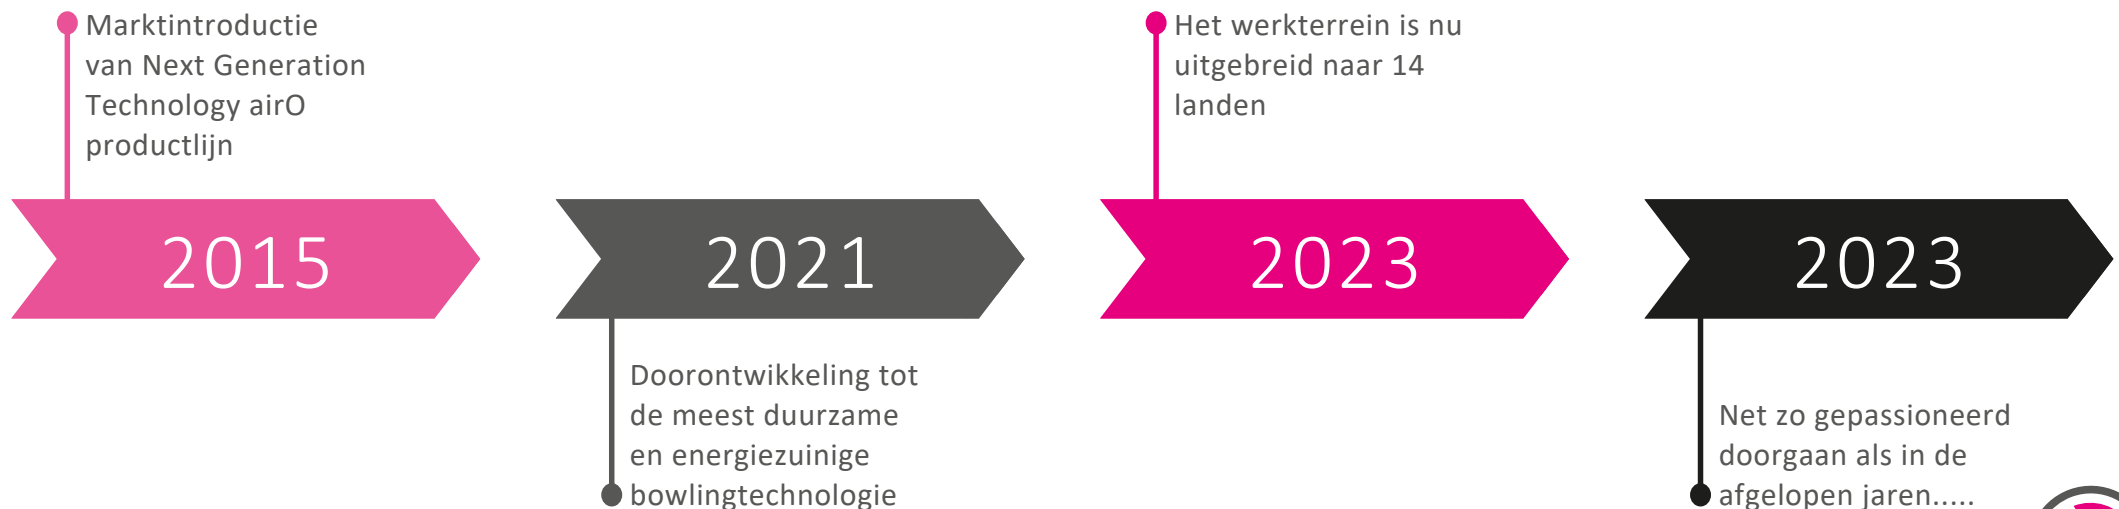 Marktintroductie
van Next Generation
Technology airO
productlijn
2015
2021
Doorontwikkeling tot
de meest duurzame
en energiezuinige
bowlingtechnologie
Het werkterrein is nu
uitgebreid naar 14
landen
2023
2023
Net zo gepassioneerd
doorgaan als in de
afgelopen jaren.....